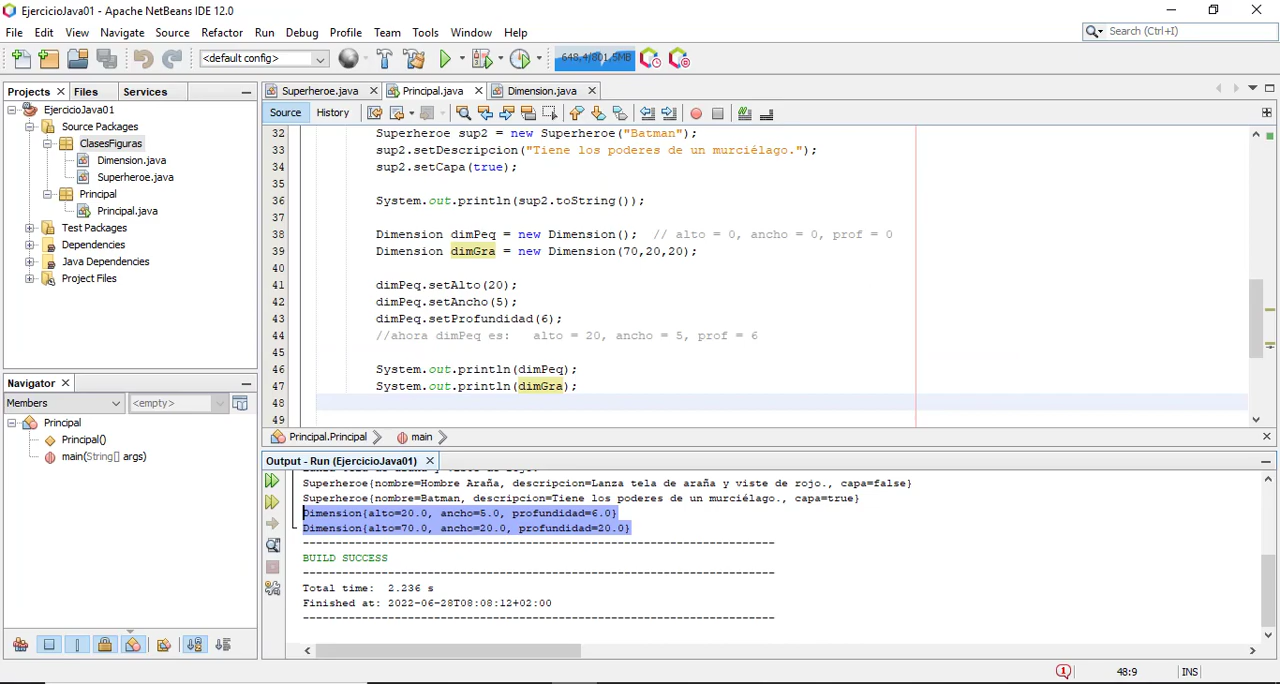 EjercicioJava01 - Apache NetBeans IDE 12.0
File Edit View Navigate Source Refactor Run Debug Profile Team Tools Window Help
Search (Ctrl+I)
<default config>
648,4/801,5MB
Projects Files Services
Superheroe.java Principal.java Dimension.java
EjercicioJava01
Source Packages
ClasesFiguras
Dimension.java
Superheroe.java
Principal
Principal.java
Test Packages
Dependencies
Java Dependencies
Project Files
Source History
32 Superheroe sup2 = new Superheroe("Batman");
33 sup2.setDescripcion("Tiene los poderes de un murciélago.");
34 sup2.setCapa(true);
35
36 System.out.println(sup2.toString());
37
38 Dimension dimPeq = new Dimension(); // alto = 0, ancho = 0, prof = 0
39 Dimension dimGra = new Dimension(70,20,20);
40
41 dimPeq.setAlto(20);
42 dimPeq.setAncho(5);
43 dimPeq.setProfundidad(6);
44 //ahora dimPeq es: alto = 20, ancho = 5, prof = 6
45
46 System.out.println(dimPeq);
47 System.out.println(dimGra);
48
49
Principal.Principal main
Navigator
Members <empty>
Principal
Principal()
main(String[] args)
Output - Run (EjercicioJava01)
Superheroe{nombre=Hombre Araña, descripcion=Lanza tela de araña y viste de rojo., capa=false}
Superheroe{nombre=Batman, descripcion=Tiene los poderes de un murciélago., capa=true}
Dimension{alto=20.0, ancho=5.0, profundidad=6.0}
Dimension{alto=70.0, ancho=20.0, profundidad=20.0}
------------------------------------------------------------------------
BUILD SUCCESS
------------------------------------------------------------------------
Total time: 2.236 s
Finished at: 2022-06-28T08:08:12+02:00
------------------------------------------------------------------------
1
48:9 INS